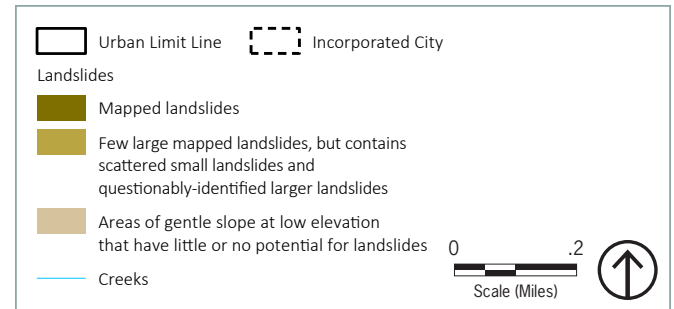 Urban Limit Line Incorporated City
Landslides
Mapped landslides
Few large mapped landslides, but contains
scattered small landslides and
questionably-identified larger landslides
Areas of gentle slope at low elevation
that have little or no potential for landslides
0 .2
Scale (Miles)
Creeks